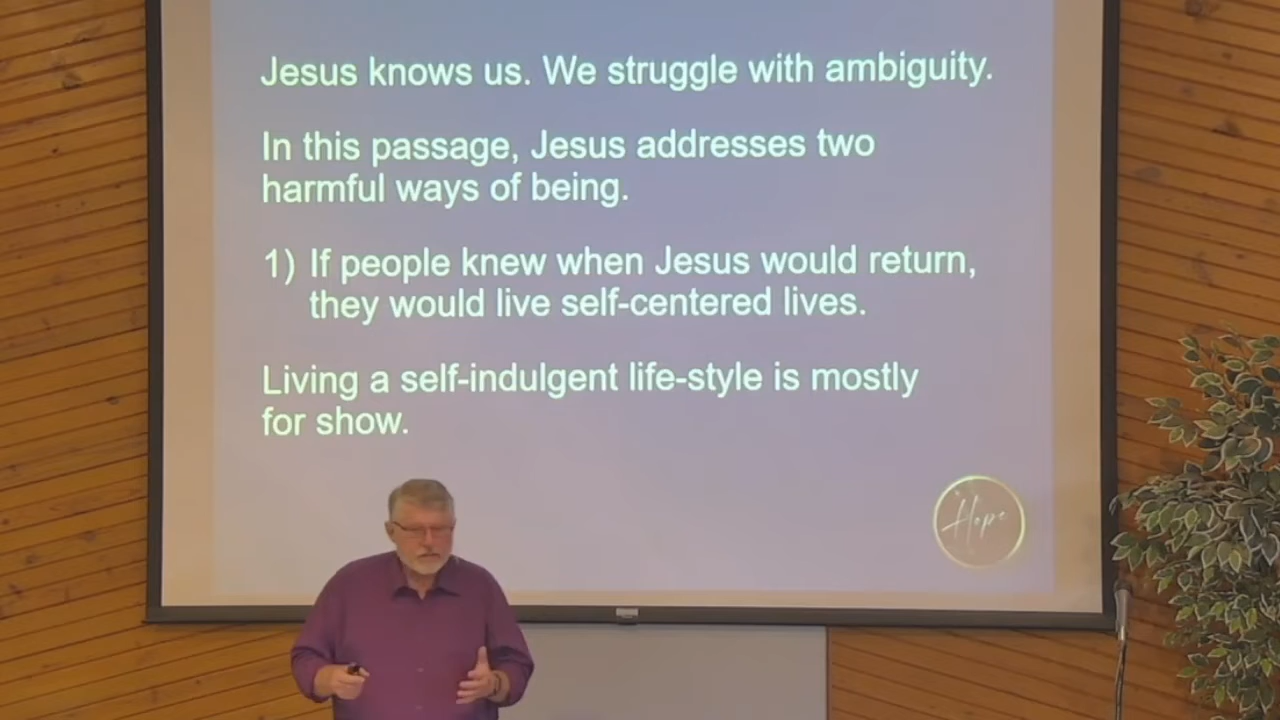 Jesus knows us. We struggle with ambiguity.
In this passage, Jesus addresses two
harmful ways of being.
1) If people knew when Jesus would return,
they would live self-centered lives.
Living a self-indulgent life-style is mostly
for show.
Hope